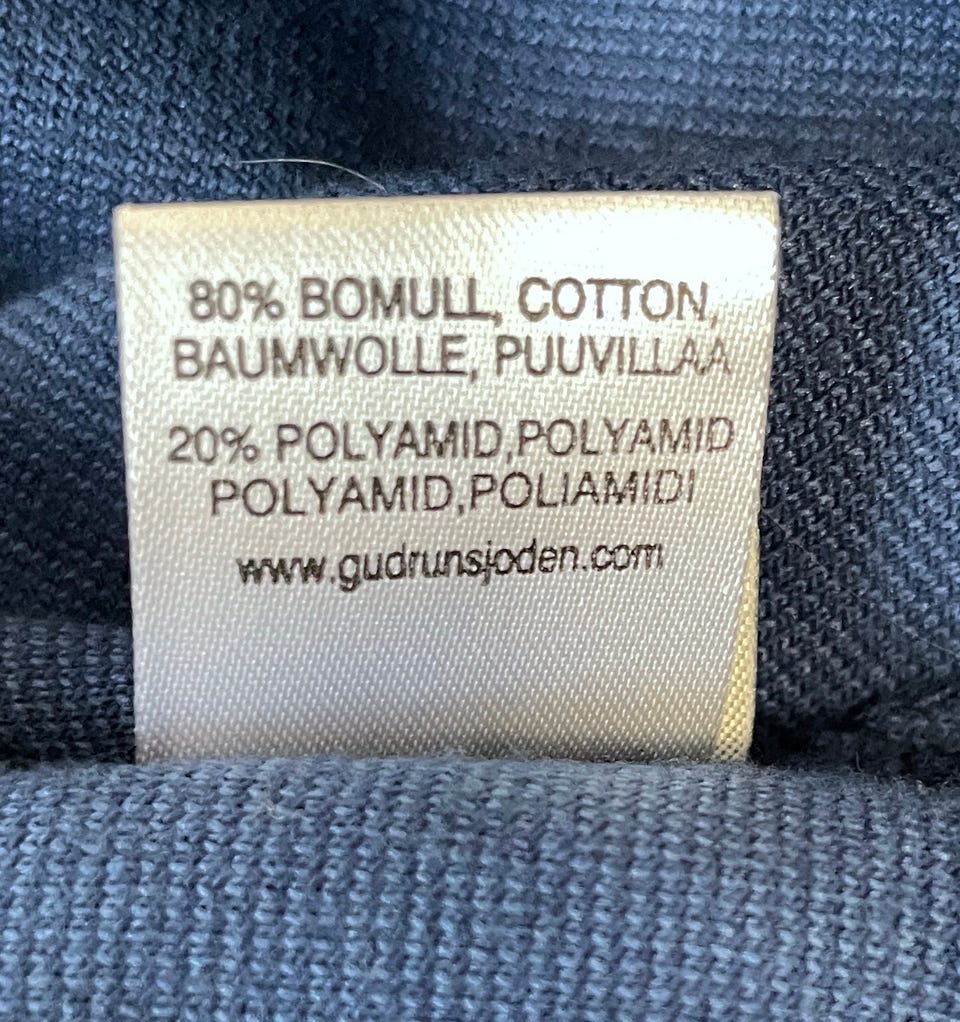 80% BOMULL, COTTON,
BAUMWOLLE, PUUVILLAA
20% POLYAMID,POLYAMID
POLYAMID,POLIAMIDI
www.gudrunsjoden.com